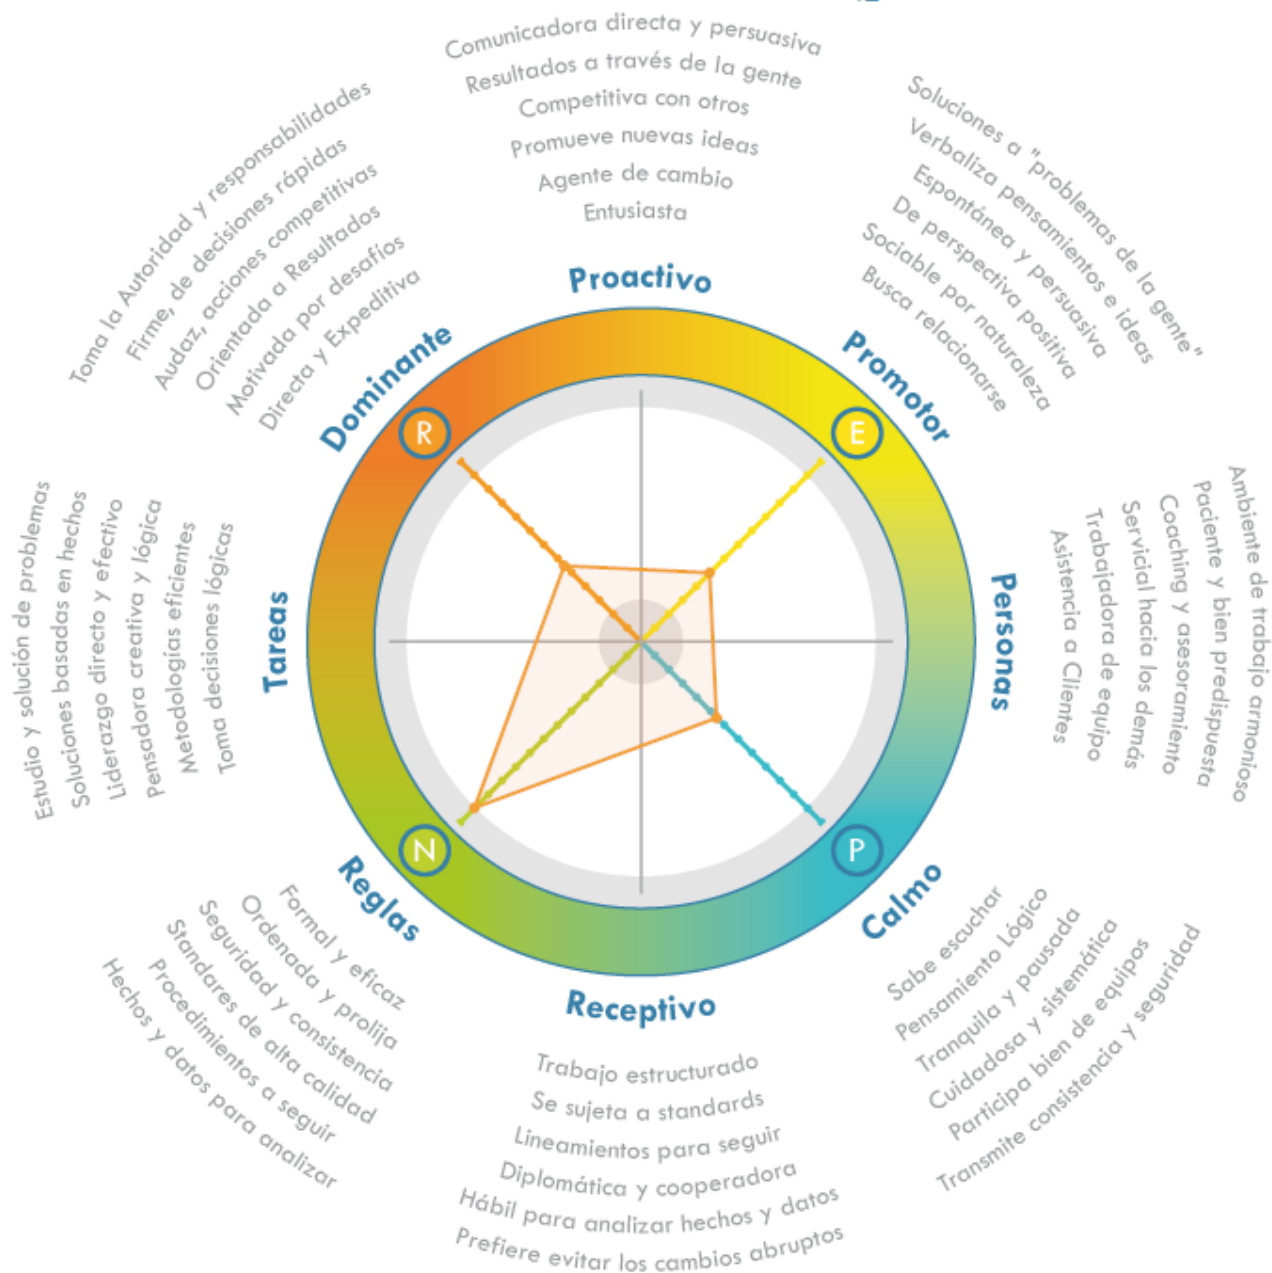 Comunicadora directa y persuasiva
Resultados a través de la gente
Competitiva con otros
Promueve nuevas ideas
Agente de cambio
Entusiasta
Proactivo
Soluciones a "problemas de la gente"
Verbaliza pensamientos e ideas
Espontánea y persuasiva
De perspectiva positiva
Sociable por naturaleza
Busca relacionarse
Promotor
E
Ambiente de trabajo armonioso
Paciente y bien predispuesta
Coaching y asesoramiento
Servicial hacia los demás
Trabajadora de equipo
Asistencia a Clientes
Personas
P
Calmo
Sabe escuchar
Pensamiento Lógico
Tranquila y pausada
Cuidadosa y sistemática
Participa bien de equipos
Transmite consistencia y seguridad
Receptivo
Trabajo estructurado
Se sujeta a standards
Lineamientos para seguir
Diplomática y cooperadora
Hábil para analizar hechos y datos
Prefiere evitar los cambios abruptos
N
Reglas
Formal y eficaz
Ordenada y prolija
Seguridad y consistencia
Standares de alta calidad
Procedimientos a seguir
Hechos y datos para analizar
Tareas
Estudio y solución de problemas
Soluciones basadas en hechos
Liderazgo directo y efectivo
Pensadora creativa y lógica
Metodologías eficientes
Toma decisiones lógicas
R
Dominante
Toma la Autoridad y responsabilidades
Firme, de decisiones rápidas
Audaz, acciones competitivas
Orientada a Resultados
Motivada por desafíos
Directa y Expeditiva